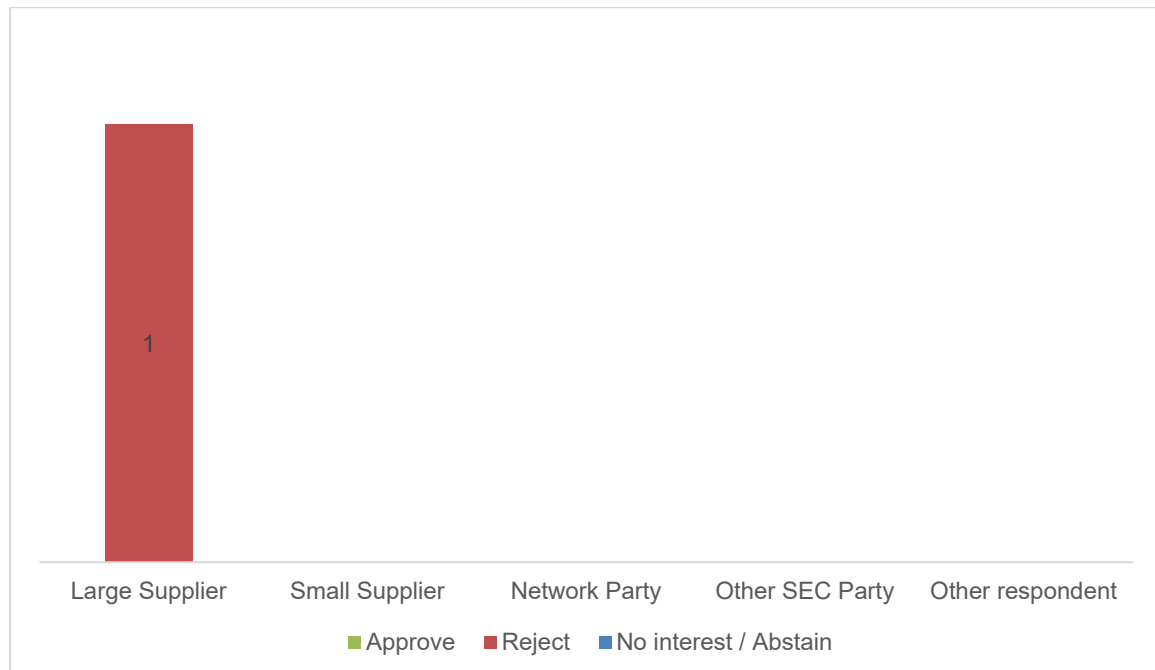 1
Large Supplier Small Supplier Network Party Other SEC Party Other respondent
Approve Reject No interest / Abstain